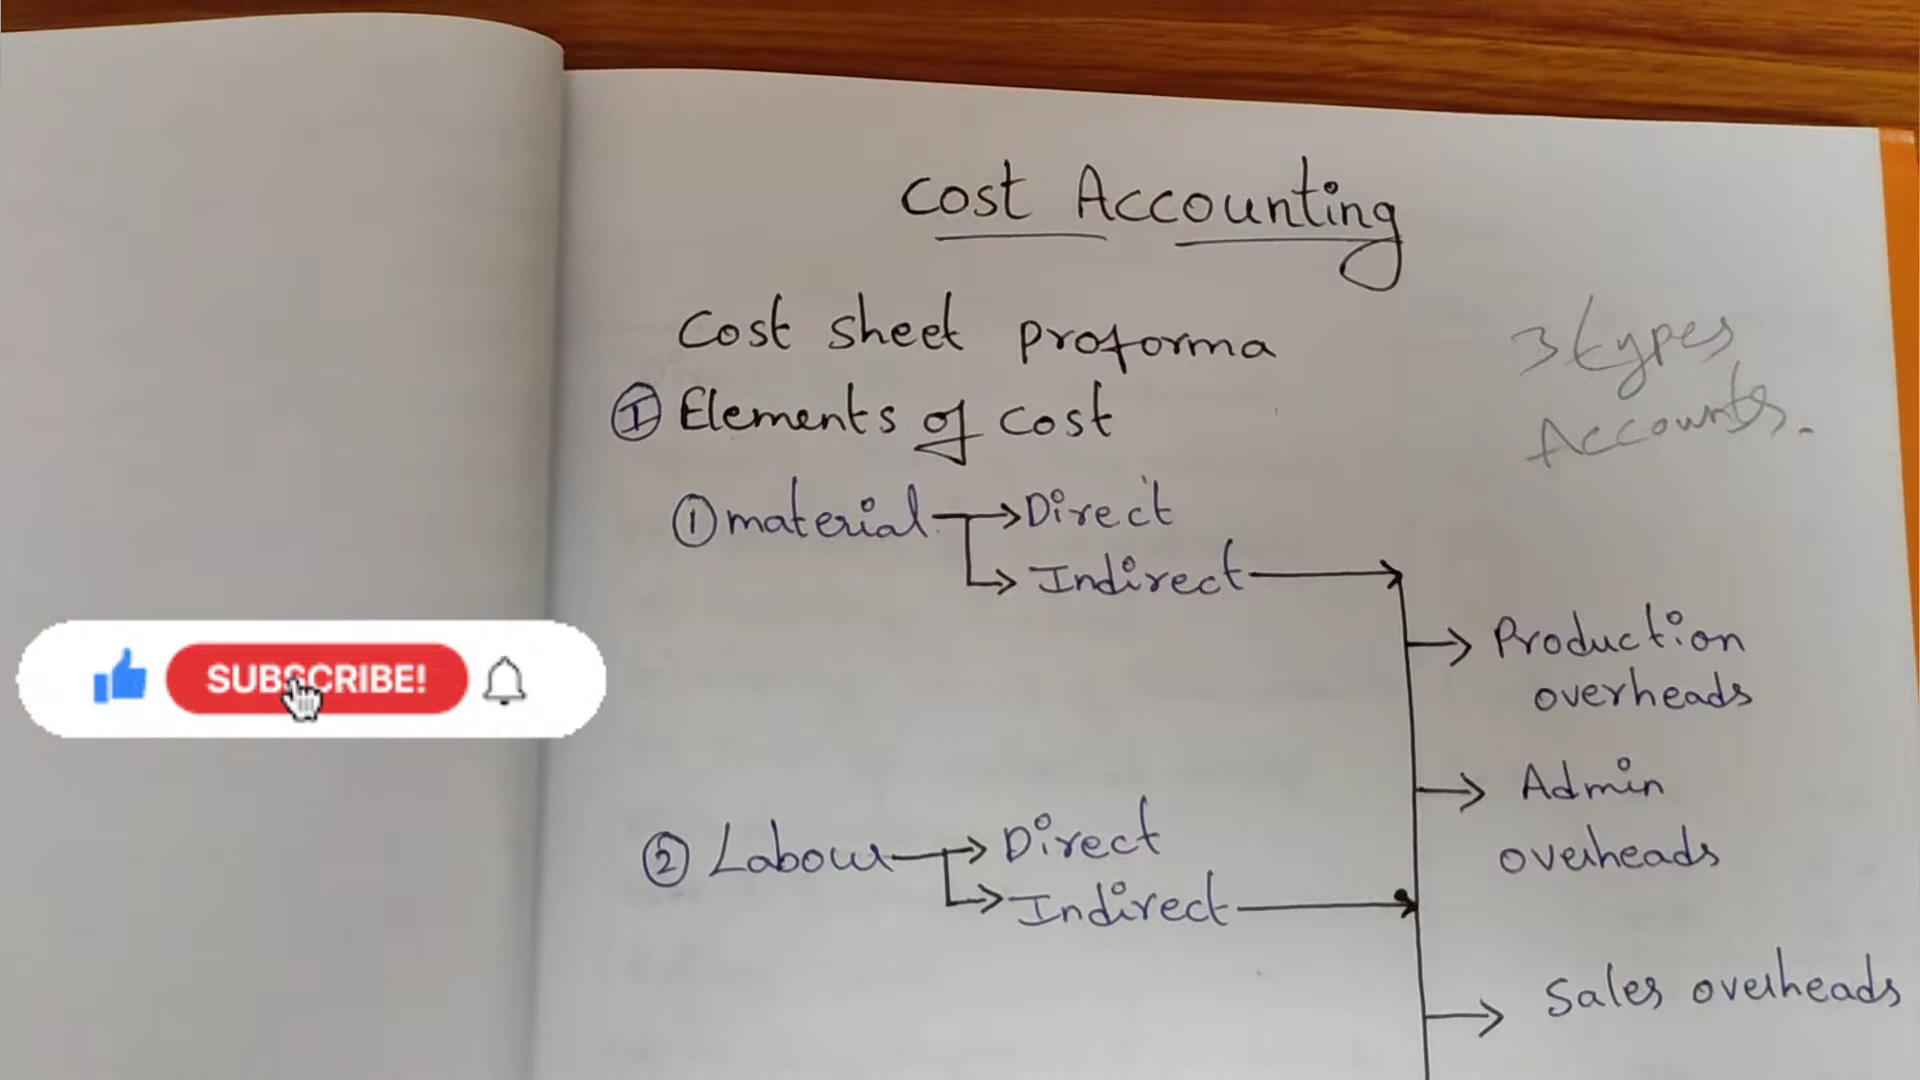 Cost Accounting
Cost sheet proforma
3 types
Accounts.
I Elements of cost
1 material Direct
Indirect
Production
overheads
SUBSCRIBE!
Admin
overheads
2 Labour Direct
Indirect
Sales overheads